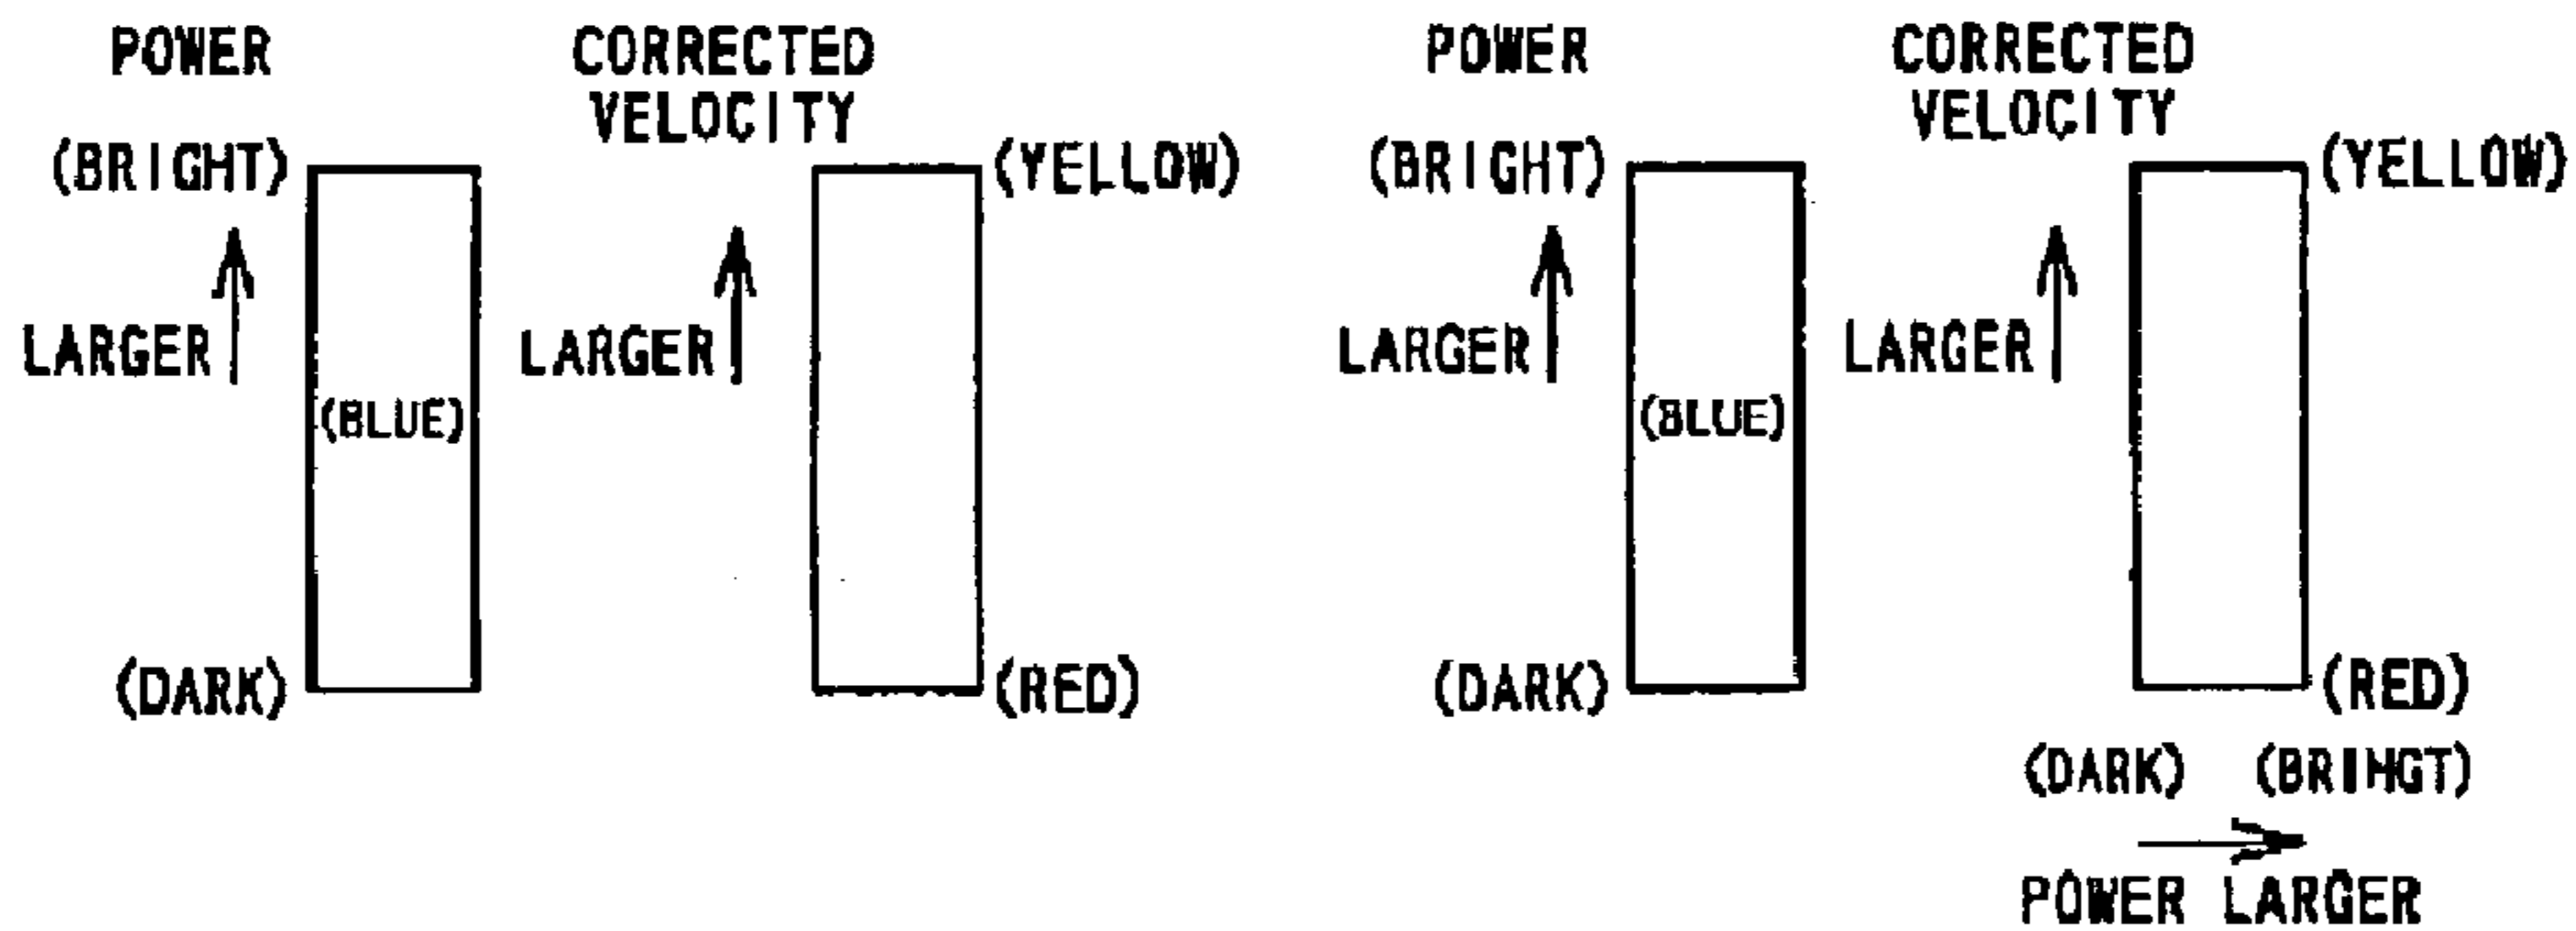 POWER
CORRECTED
VELOCITY
(BRIGHT)
(YELLOW)
LARGER
LARGER
(BLUE)
(DARK)
(RED)
POWER
CORRECTED
VELOCITY
(BRIGHT)
(YELLOW)
LARGER
LARGER
(BLUE)
(DARK)
(RED)
(DARK) (BRIHGT)
POWER LARGER